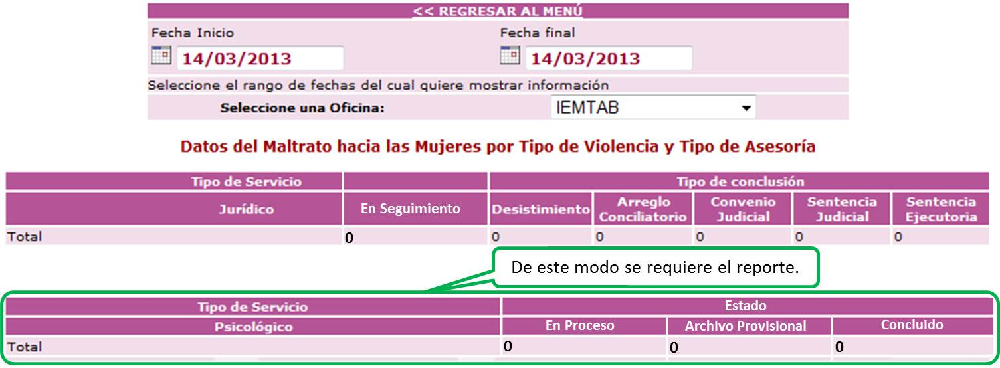 << REGRESAR AL MENÚ
Fecha Inicio Fecha final
14/03/2013 14/03/2013
Seleccione el rango de fechas del cual quiere mostrar información
Seleccione una Oficina: IEMTAB
Datos del Maltrato hacia las Mujeres por Tipo de Violencia y Tipo de Asesoría
Tipo de Servicio Tipo de conclusión
Jurídico En Seguimiento Desistimiento Arreglo Conciliatorio Convenio Judicial Sentencia Judicial Sentencia Ejecutoria
Total 0 0 0 0 0 0
De este modo se requiere el reporte.
Tipo de Servicio Estado
Psicológico En Proceso Archivo Provisional Concluido
Total 0 0 0